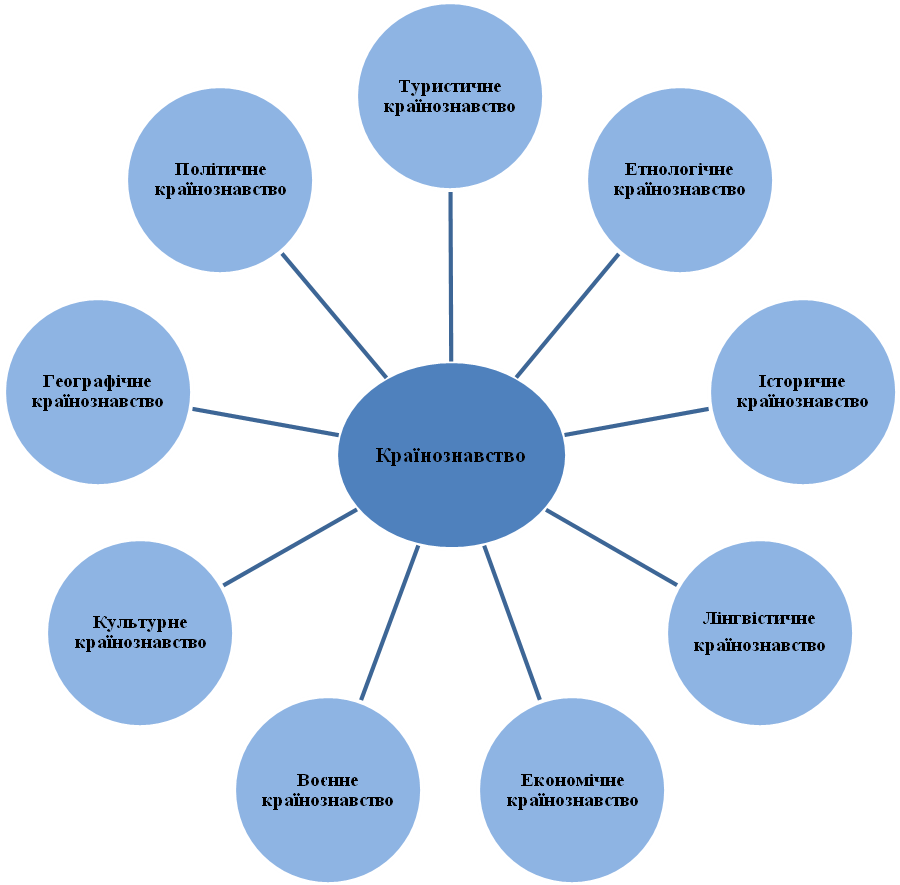 Туристичне
країнознавство
Політичне
країнознавство
Етнологічне
країнознавство
Географічне
країнознавство
Історичне
країнознавство
Країнознавство
Культурне
країнознавство
Лінгвістичне
країнознавство
Воєнне
країнознавство
Економічне
країнознавство